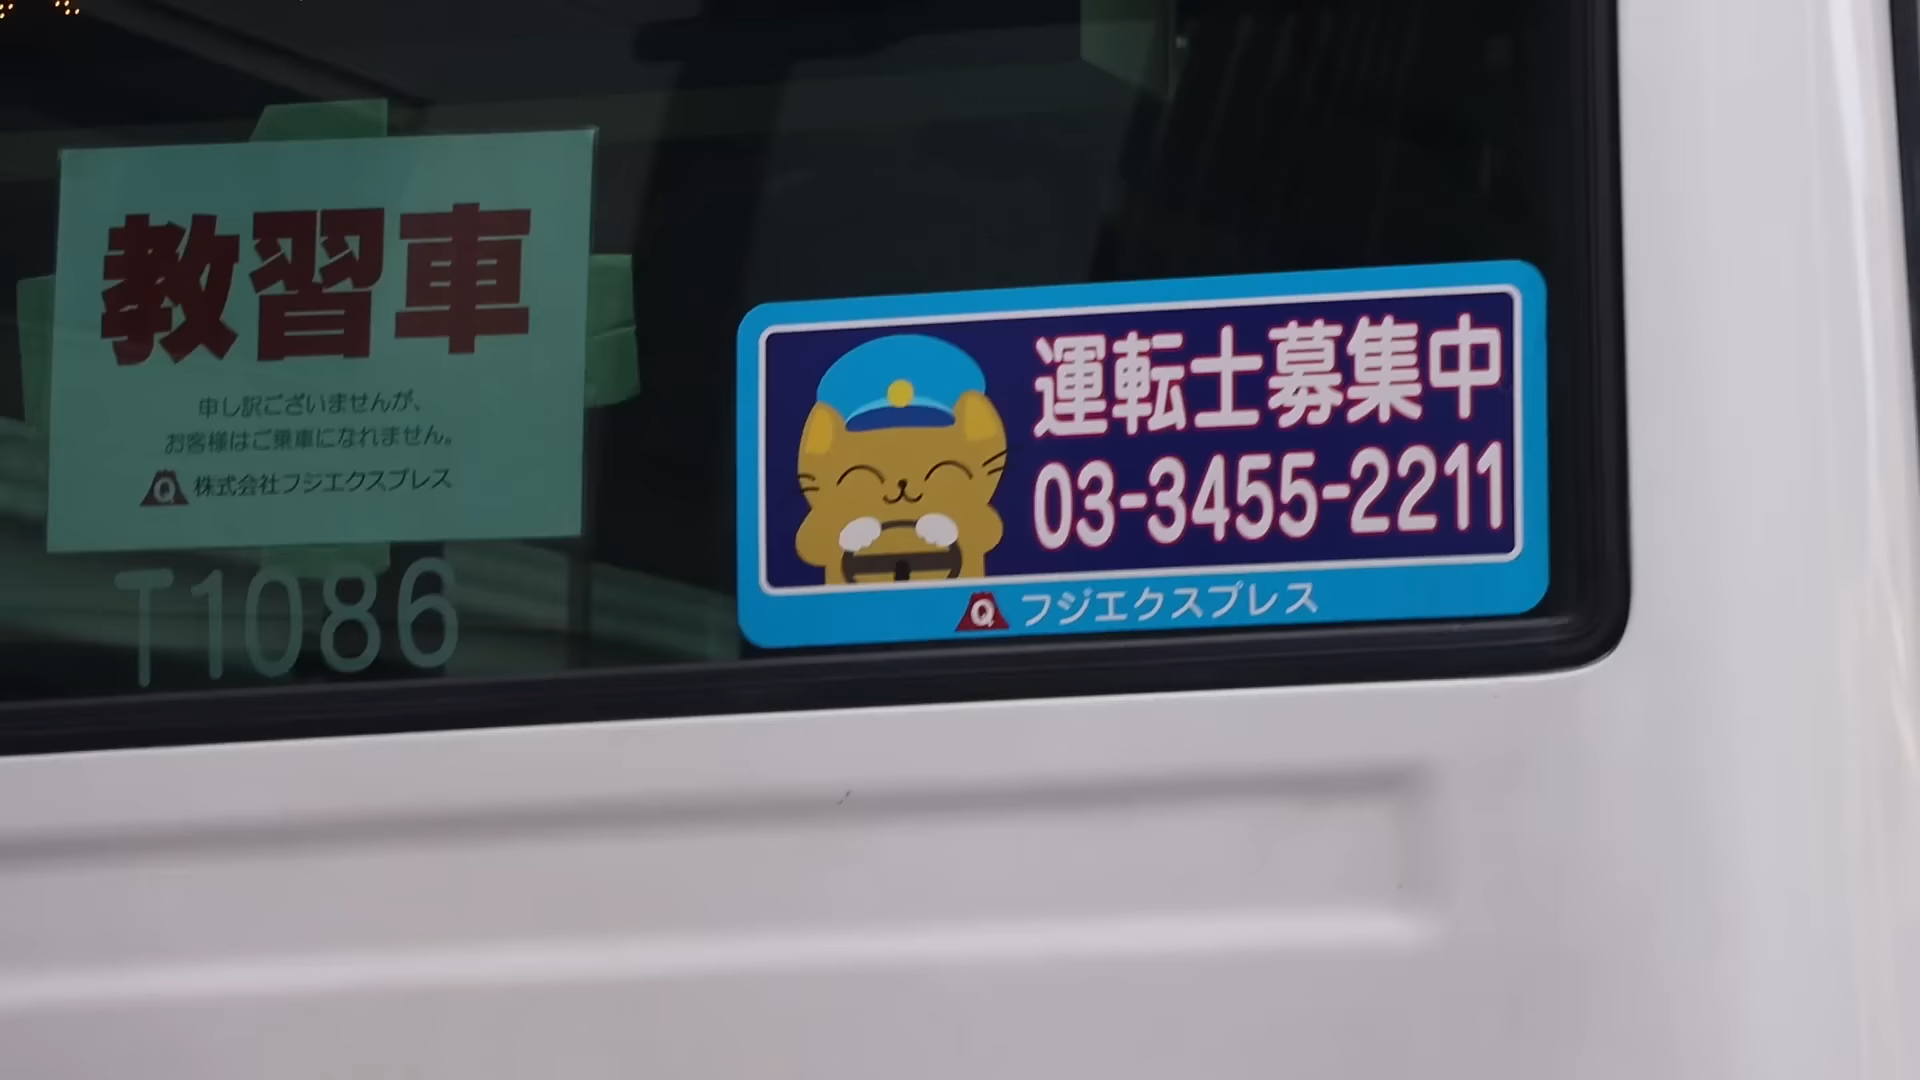 教習車
申し訳ございませんが、
お客様はご乗車になれません。
Q 株式会社フジエクスプレス
T1086
運転士募集中
03-3455-2211
Q フジエクスプレス